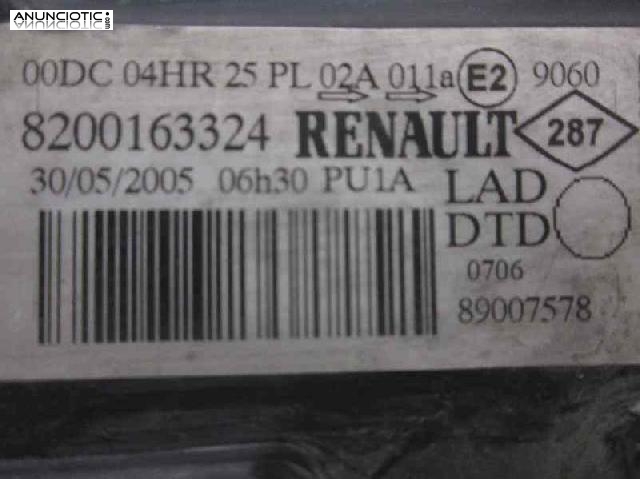 ANUNCIOTIC.com
00DC 04HR 25 PL 02A 011a E2 9060
8200163324 RENAULT 287
30/05/2005 06h30 PU1A LAD
DTD
0706
89007578